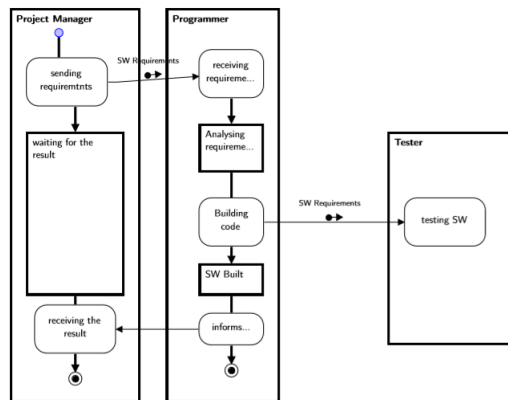 Project Manager
Programmer
SW Requirements
sending
requiremtnts
receiving
requireme...
waiting for the
result
Analysing
requireme...
Tester
SW Requirements
Building
code
testing SW
SW Built
receiving the
result
informs...